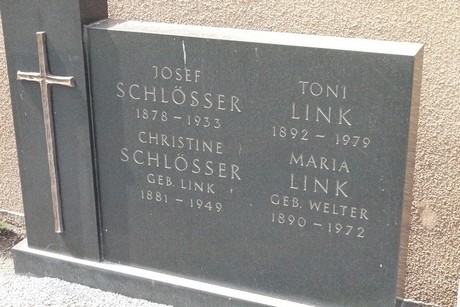 JOSEF
SCHLÖSSER
1878 – 1933
CHRISTINE
SCHLÖSSER
GEB. LINK
1881 – 1949
TONI
LINK
1892 – 1979
MARIA
LINK
GEB. WELTER
1890 – 1972